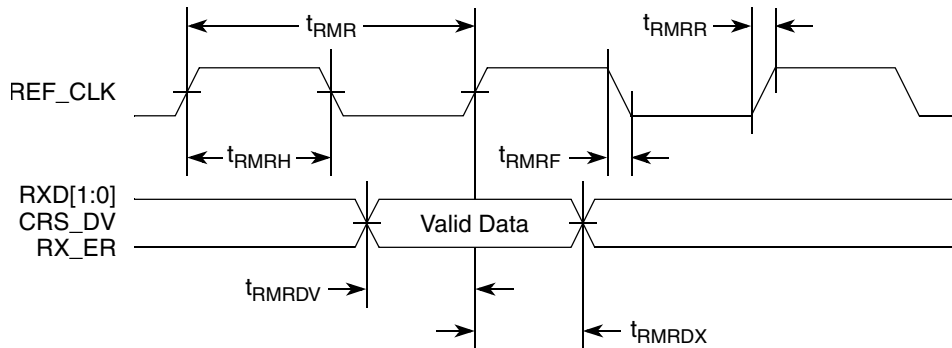 tRMR
tRMRR
REF_CLK
tRMRH
tRMRF
RXD[1:0]
CRS_DV
Valid Data
RX_ER
tRMRDV
tRMRDX